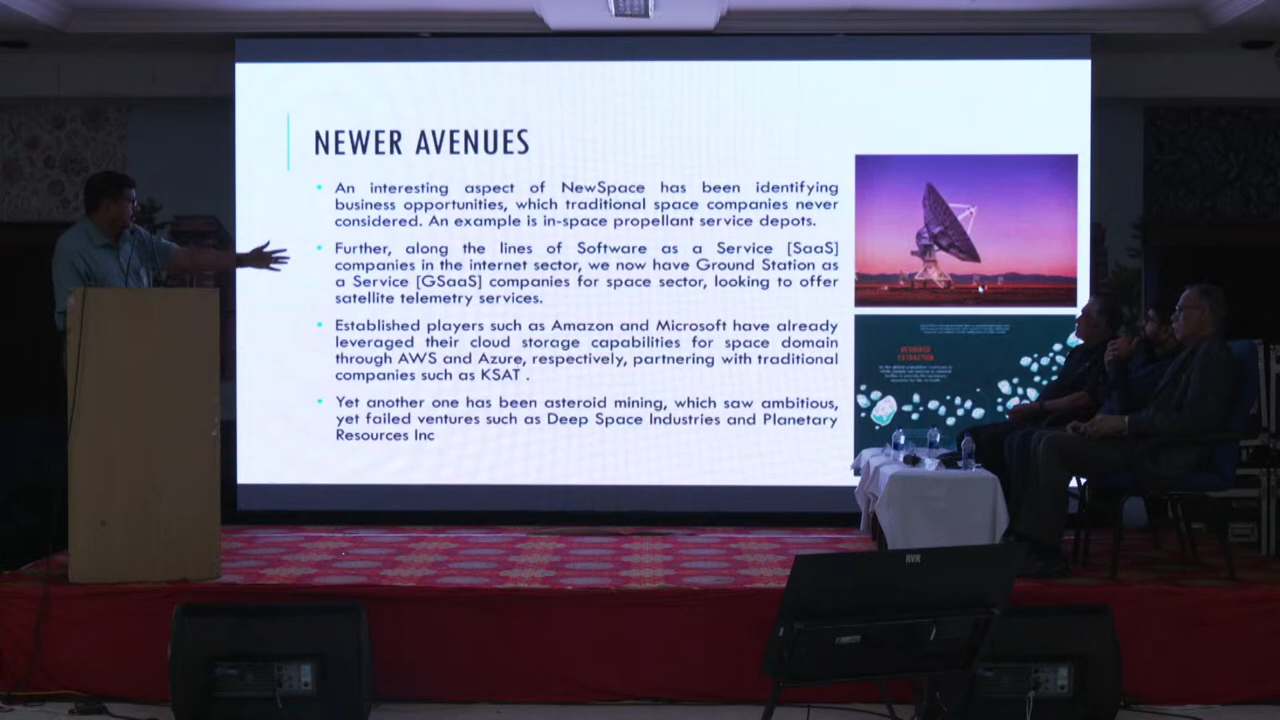 NEWER AVENUES
An interesting aspect of NewSpace has been identifying
business opportunities, which traditional space companies never
considered. An example is in-space propellant service depots.
Further, along the lines of Software as a Service [SaaS]
companies in the internet sector, we now have Ground Station as
a Service [GSaaS] companies for space sector, looking to offer
satellite telemetry services.
Established players such as Amazon and Microsoft have already
leveraged their cloud storage capabilities for space domain
through AWS and Azure, respectively, partnering with traditional
companies such as KSAT .
Yet another one has been asteroid mining, which saw ambitious,
yet failed ventures such as Deep Space Industries and Planetary
Resources Inc
RESOURCE
EXTRACTION
RVR